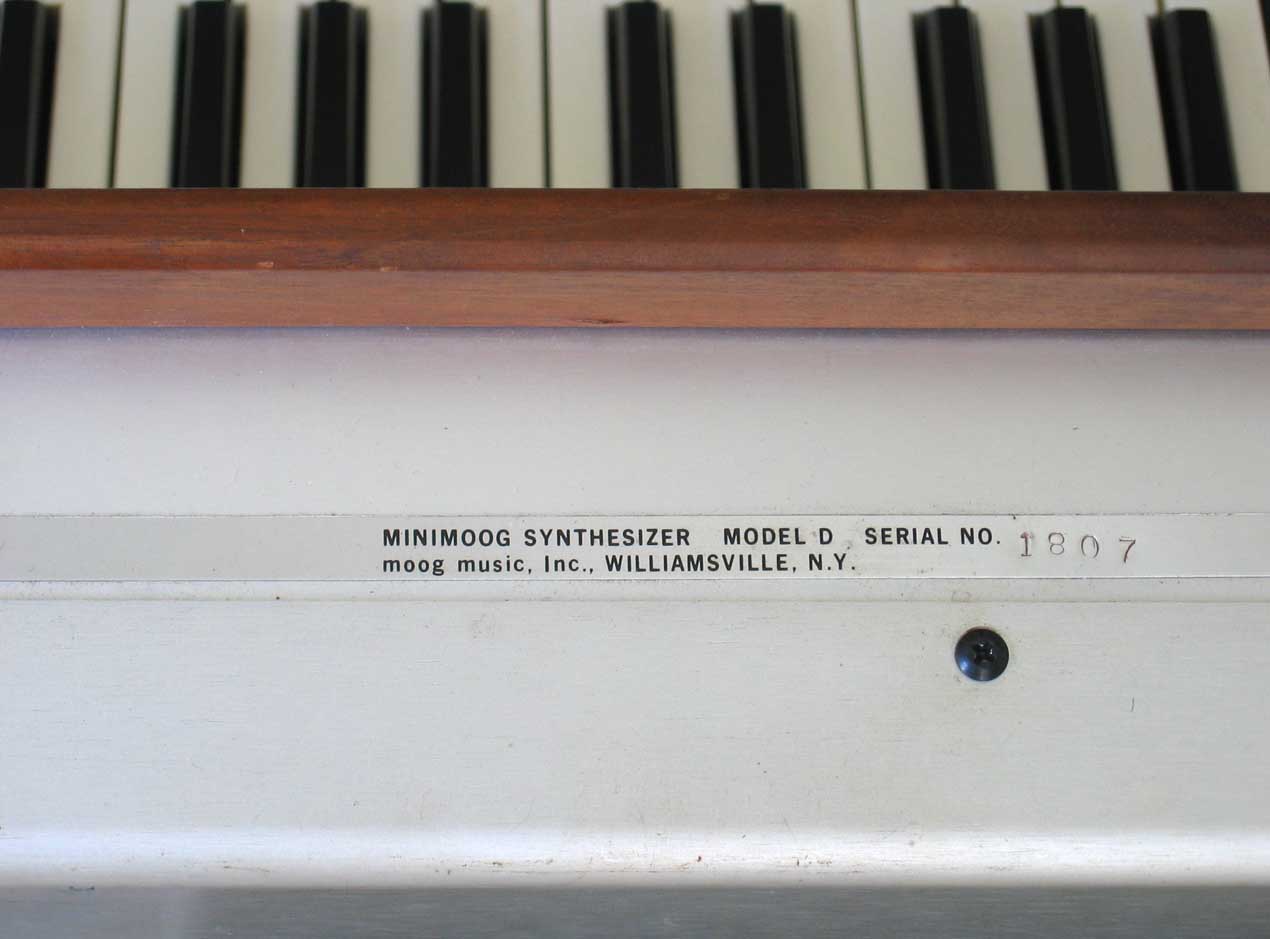 MINIMOOG SYNTHESIZER MODEL D SERIAL NO. 1807
moog music, Inc., WILLIAMSVILLE, N.Y.